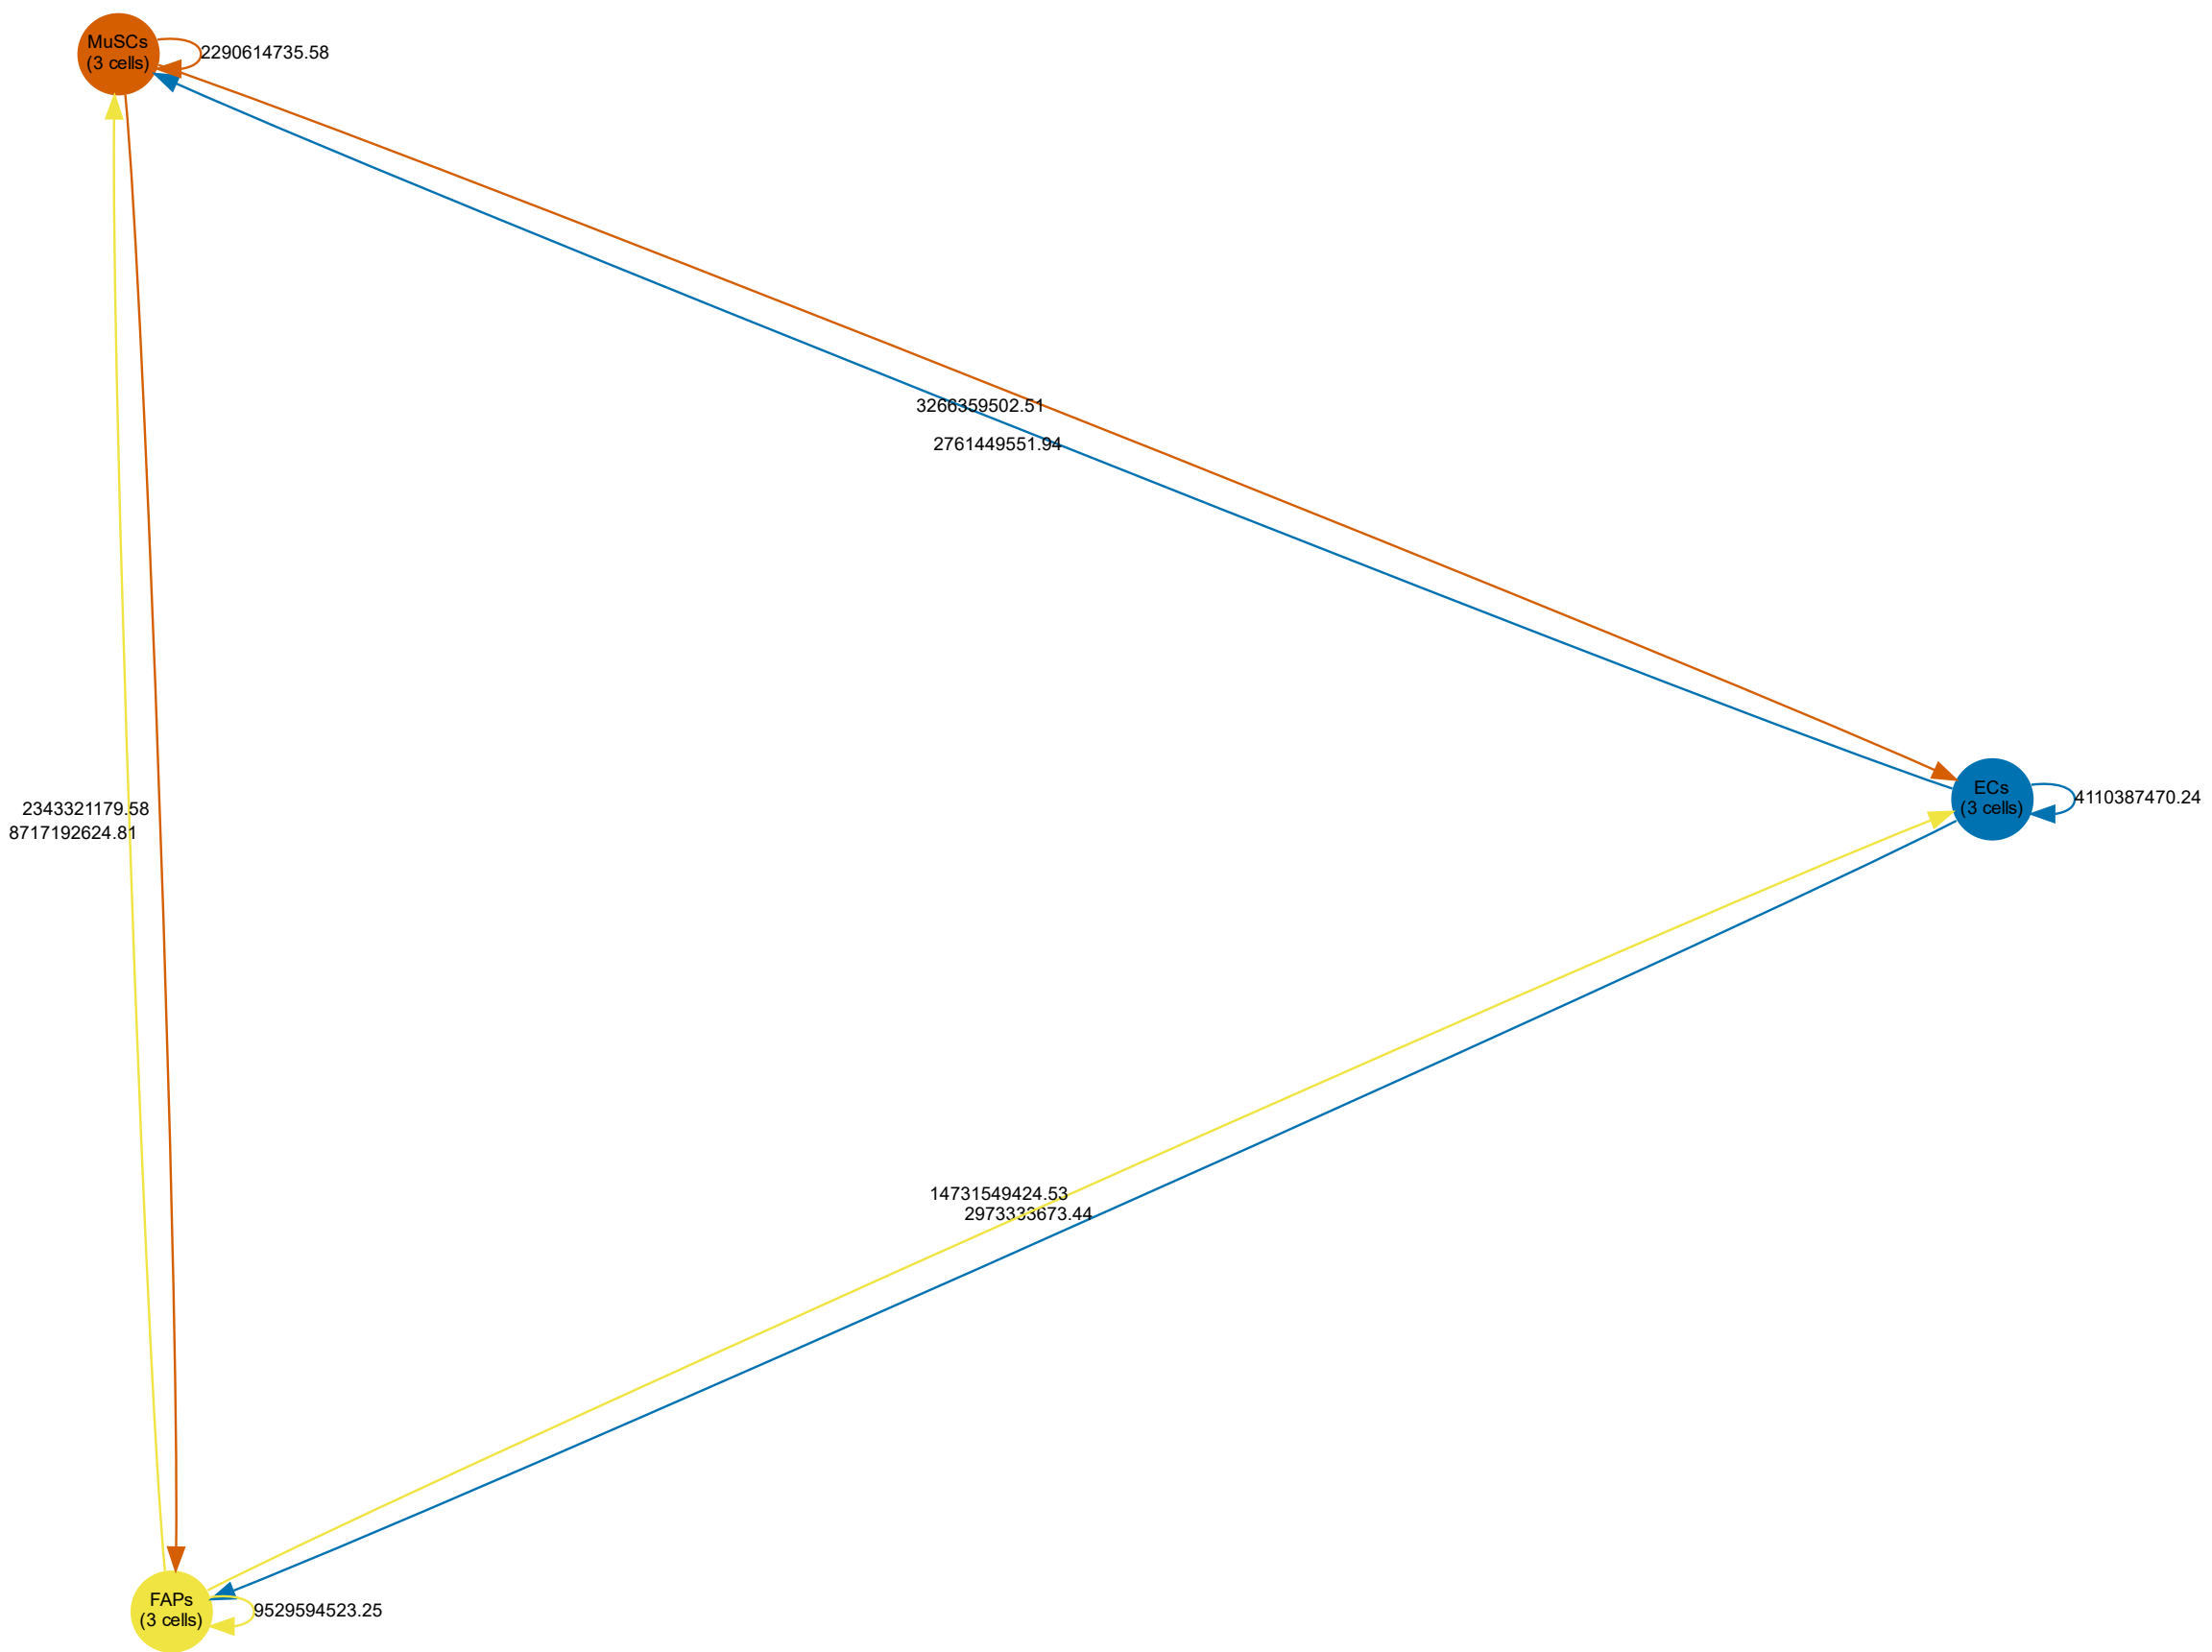 MuSCs
(3 cells)
2290614735.58
3266359502.51
2761449551.94
ECs
(3 cells)
4110387470.24
2343321179.58
8717192624.81
14731549424.53
2973333673.44
FAPs
(3 cells)
9529594523.25